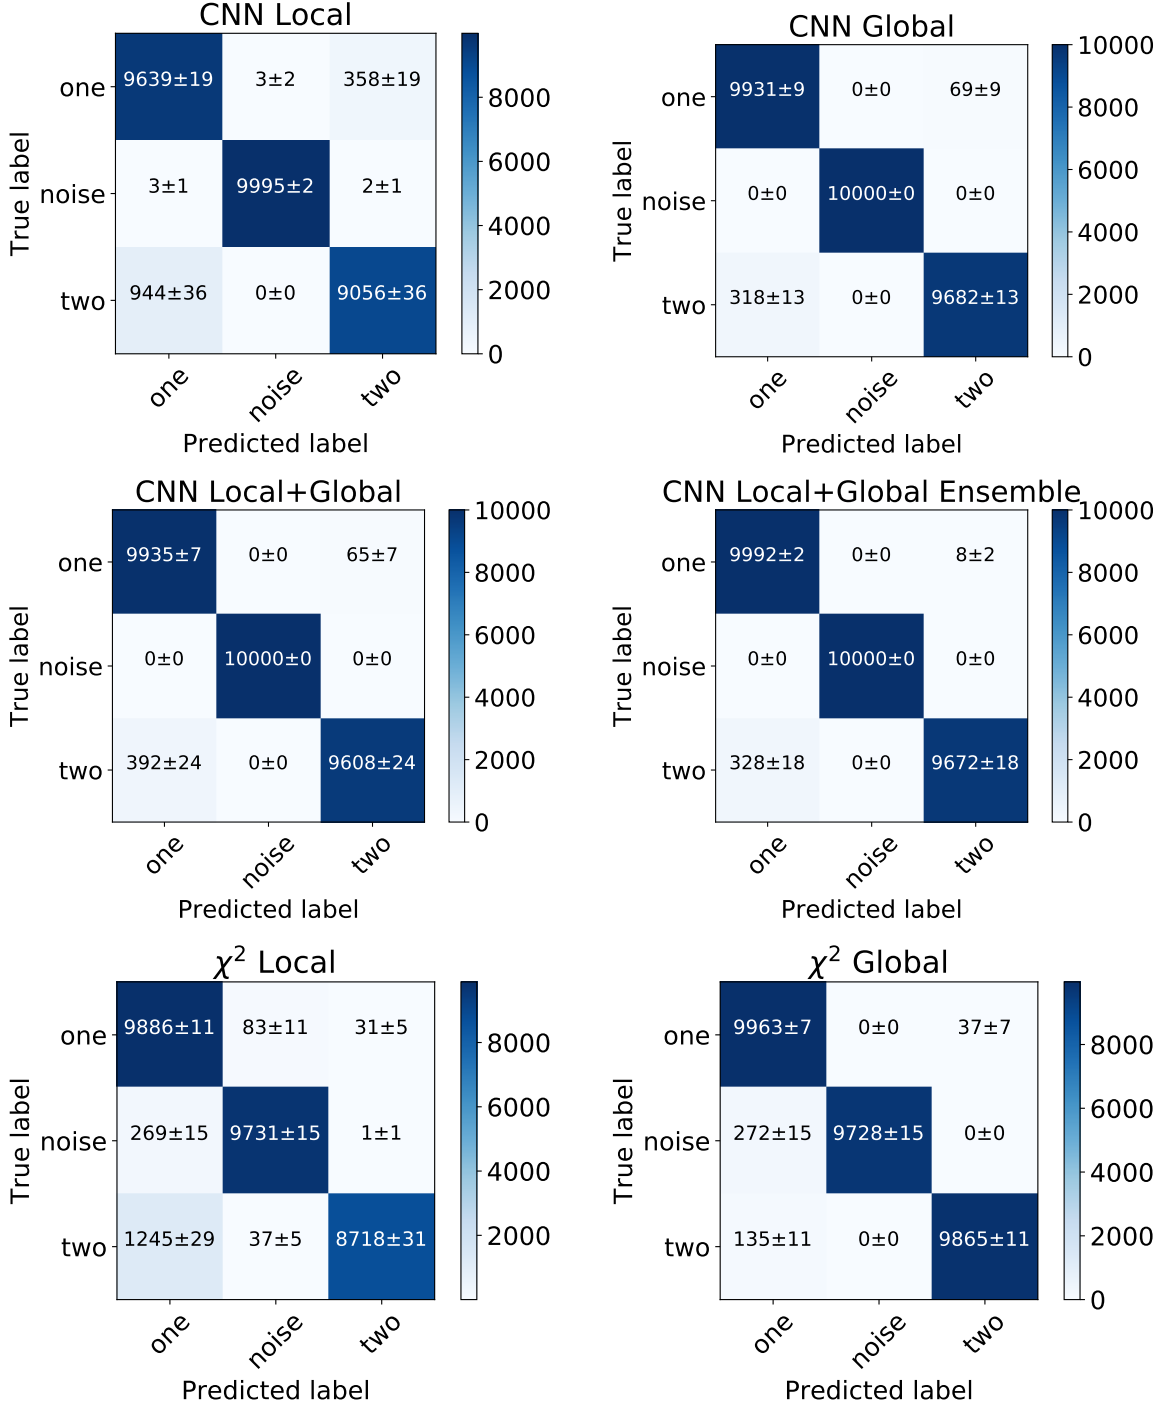 CNN Local
one
9639±19 3±2 358±19
noise
3±1 9995±2 2±1
two
944±36 0±0 9056±36
one noise two
Predicted label
True label
8000
6000
4000
2000
0
CNN Global
one
9931±9 0±0 69±9
noise
0±0 10000±0 0±0
two
318±13 0±0 9682±13
one noise two
Predicted label
True label
10000
8000
6000
4000
2000
0
CNN Local+Global
one
9935±7 0±0 65±7
noise
0±0 10000±0 0±0
two
392±24 0±0 9608±24
one noise two
Predicted label
True label
10000
8000
6000
4000
2000
0
CNN Local+Global Ensemble
one
9992±2 0±0 8±2
noise
0±0 10000±0 0±0
two
328±18 0±0 9672±18
one noise two
Predicted label
True label
10000
8000
6000
4000
2000
0
χ² Local
one
9886±11 83±11 31±5
noise
269±15 9731±15 1±1
two
1245±29 37±5 8718±31
one noise two
Predicted label
True label
8000
6000
4000
2000
χ² Global
one
9963±7 0±0 37±7
noise
272±15 9728±15 0±0
two
135±11 0±0 9865±11
one noise two
Predicted label
True label
8000
6000
4000
2000
0